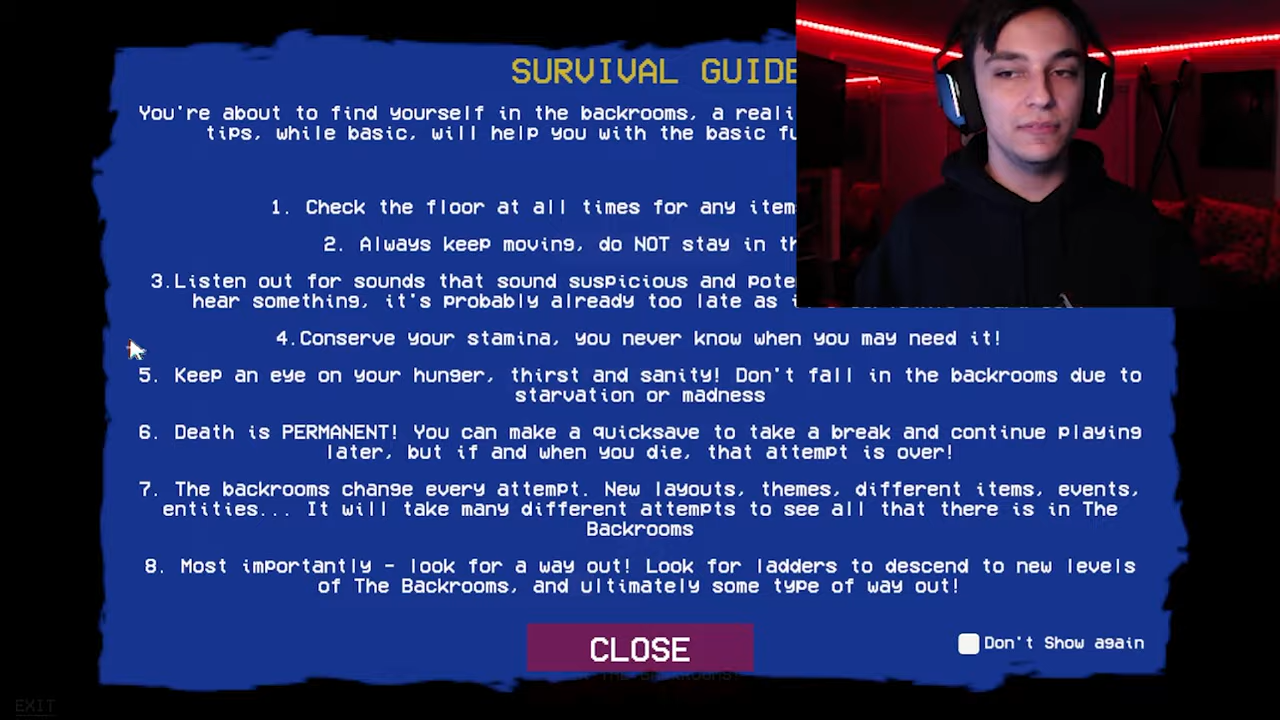 SURVIVAL GUIDE
You're about to find yourself in the backrooms, a reali
tips, while basic, will help you with the basic fu
1. Check the floor at all times for any item
2. Always keep moving, do NOT stay in th
3.Listen out for sounds that sound suspicious and pote
hear something, it's probably already too late as
4.Conserve your stamina, you never know when you may need it!
5. Keep an eye on your hunger, thirst and sanity! Don't fall in the backrooms due to
starvation or madness
6. Death is PERMANENT! You can make a quicksave to take a break and continue playing
later, but if and when you die, that attempt is over!
7. The backrooms change every attempt. New layouts, themes, different items, events,
entities... It will take many different attempts to see all that there is in The
Backrooms
8. Most importantly - look for a way out! Look for ladders to descend to new levels
of The Backrooms, and ultimately some type of way out!
CLOSE
Don't Show again
THE BACKROOMS
EXIT